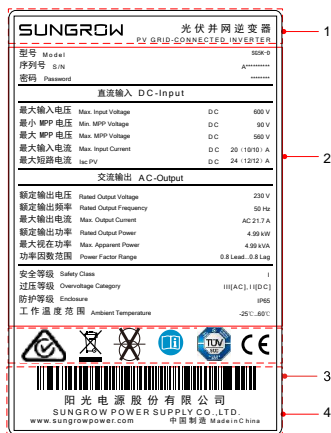 SUNGROW 光伏并网逆变器
PV GRID-CONNECTED INVERTER
1
型号 Model SG5K-D
序列号 S/N A**********
密码 Password ********
直流输入 DC-Input
最大输入电压 Max. Input Voltage DC 600 V
最小 MPP 电压 Min. MPP Voltage DC 90 V
最大 MPP 电压 Max. MPP Voltage DC 560 V
最大输入电流 Max. Input Current DC 20 (10/10) A
最大短路电流 Isc PV DC 24 (12/12) A
2
交流输出 AC-Output
额定输出电压 Rated Output Voltage 230 V
额定输出频率 Rated Output Frequency 50 Hz
最大输出电流 Max. Output Current AC 21.7 A
额定输出功率 Rated Output Power 4.99 kW
最大视在功率 Max. Apparent Power 4.99 kVA
功率因数范围 Power Factor Range 0.8 Lead...0.8 Lag
安全等级 Safety Class I
过压等级 Overvoltage Category III[AC],II[DC]
防护等级 Enclosure IP65
工作温度范围 Ambient Temperature -25℃..60℃
TÜV
CE
3
阳光电源股份有限公司
SUNGROW POWER SUPPLY CO.,LTD.
www.sungrowpower.com 中国制造 Made in China
4